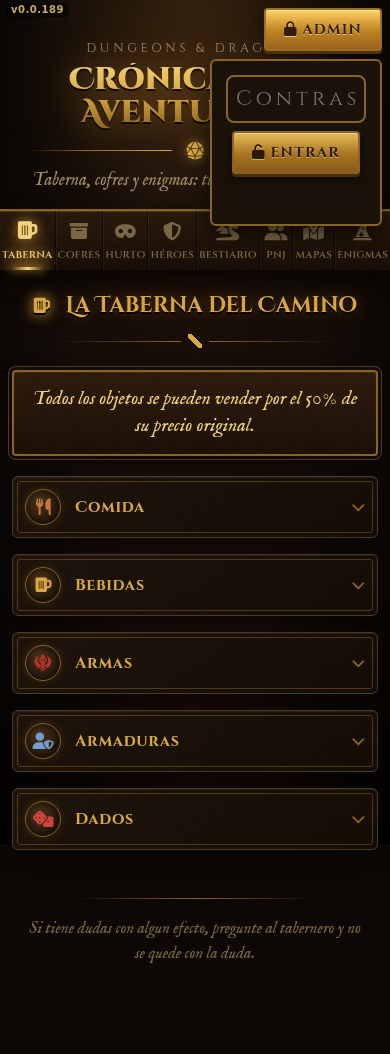 v0.0.189
ADMIN
DUNGEONS & DRAG
CRÓNIC
AVENTU
CONTRAS
ENTRAR
Taberna, cofres y enigmas:
TABERNA COFRES HURTO HÉROES BESTIARIO PNJ MAPAS ENIGMAS
LA TABERNA DEL CAMINO
Todos los objetos se pueden vender por el 50% de
su precio original.
COMIDA
BEBIDAS
ARMAS
ARMADURAS
DADOS
Si tiene dudas con algun efecto, pregunte al tabernero y no
se quede con la duda.